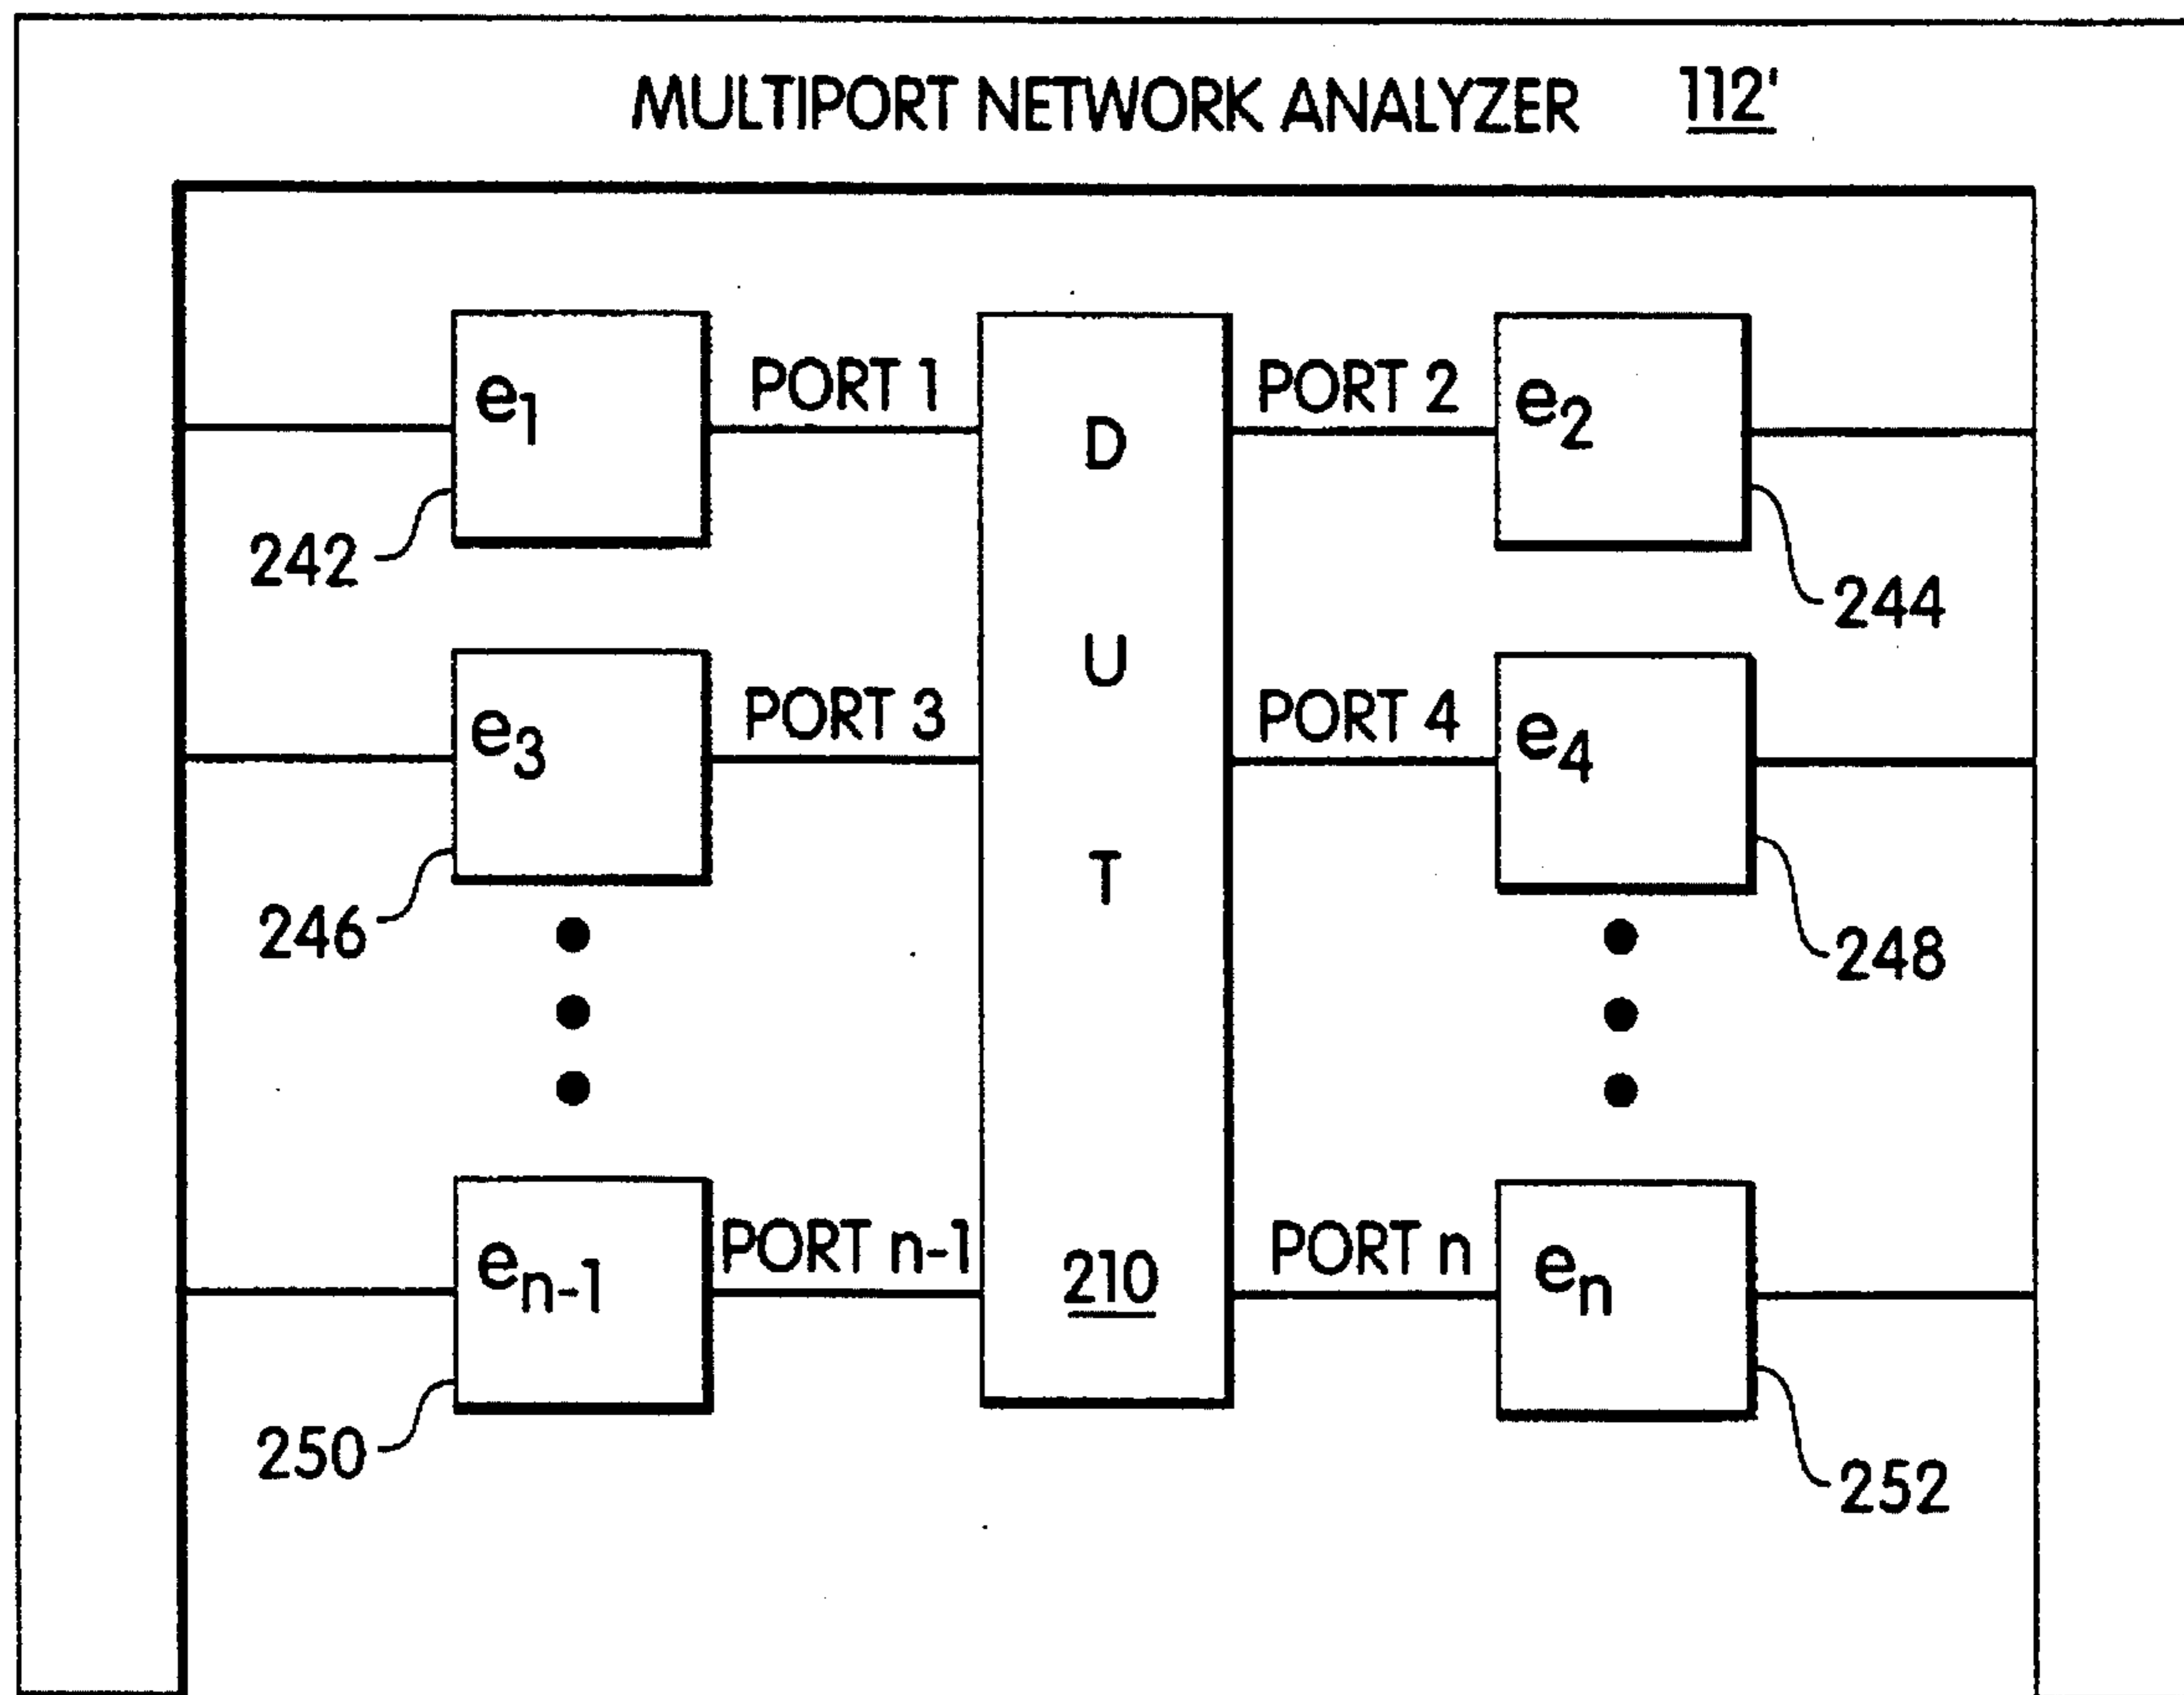 MULTIPORT NETWORK ANALYZER 112'
e1 PORT 1 PORT 2 e2
D
U
T
242 244
e3 PORT 3 PORT 4 e4
246 248
en-1 PORT n-1 210 PORT n en
250 252